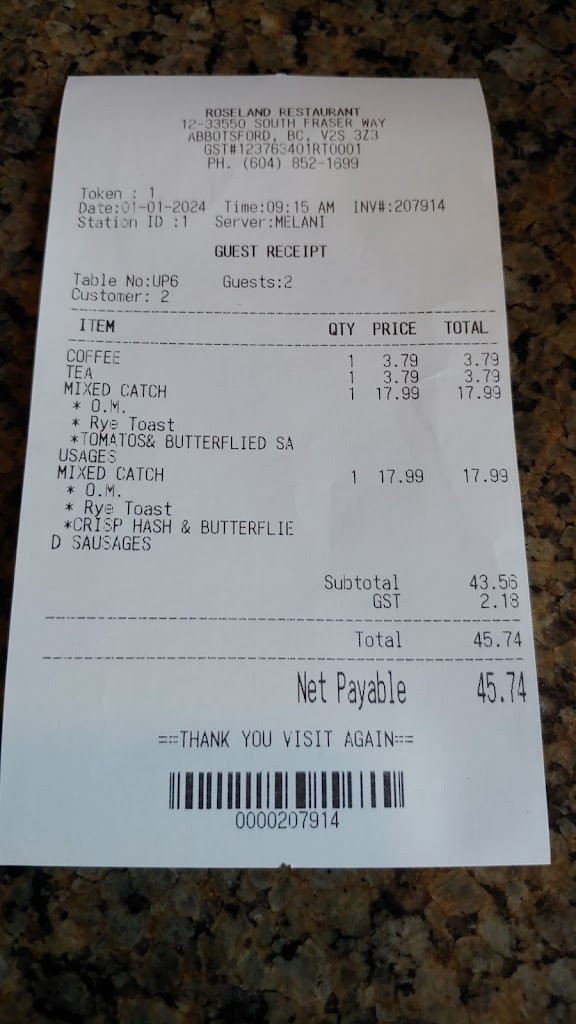 ROSELAND RESTAURANT
12-33550 SOUTH FRASER WAY
ABBOTSFORD, BC, V2S 3Z3
GST#123763401RT0001
PH. (604) 852-1699
Token : 1
Date:01-01-2024 Time:09:15 AM INV#:207914
Station ID :1 Server:MELANI
GUEST RECEIPT
Table No:UP6 Guests:2
Customer: 2
ITEM QTY PRICE TOTAL
COFFEE 1 3.79 3.79
TEA 1 3.79 3.79
MIXED CATCH 1 17.99 17.99
* O.M.
* Rye Toast
*TOMATOS& BUTTERFLIED SA
USAGES
MIXED CATCH 1 17.99 17.99
* O.M.
* Rye Toast
*CRISP HASH & BUTTERFLIE
D SAUSAGES
Subtotal 43.56
GST 2.18
Total 45.74
Net Payable 45.74
==THANK YOU VISIT AGAIN==
0000207914